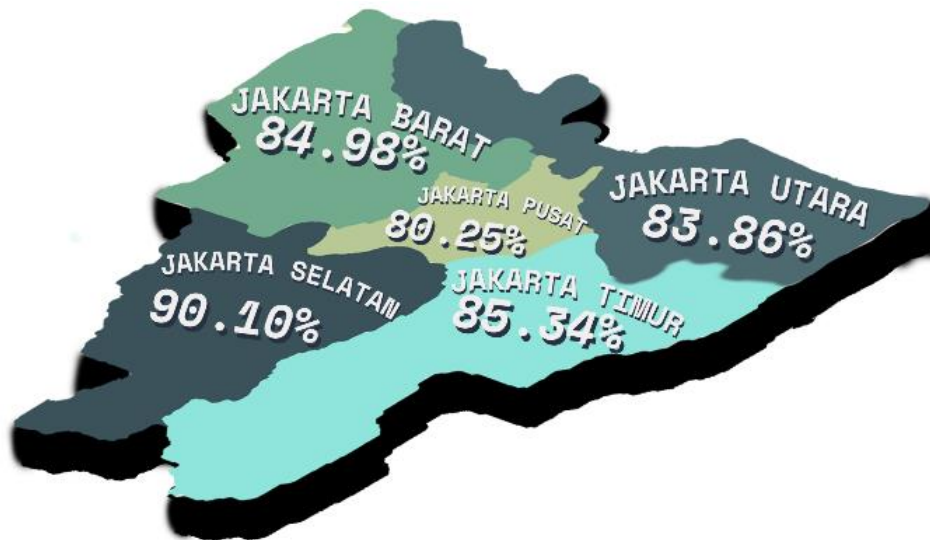 JAKARTA BARAT
84.98%
JAKARTA UTARA
83.86%
JAKARTA PUSAT
80.25%
JAKARTA SELATAN
90.10%
JAKARTA TIMUR
85.34%